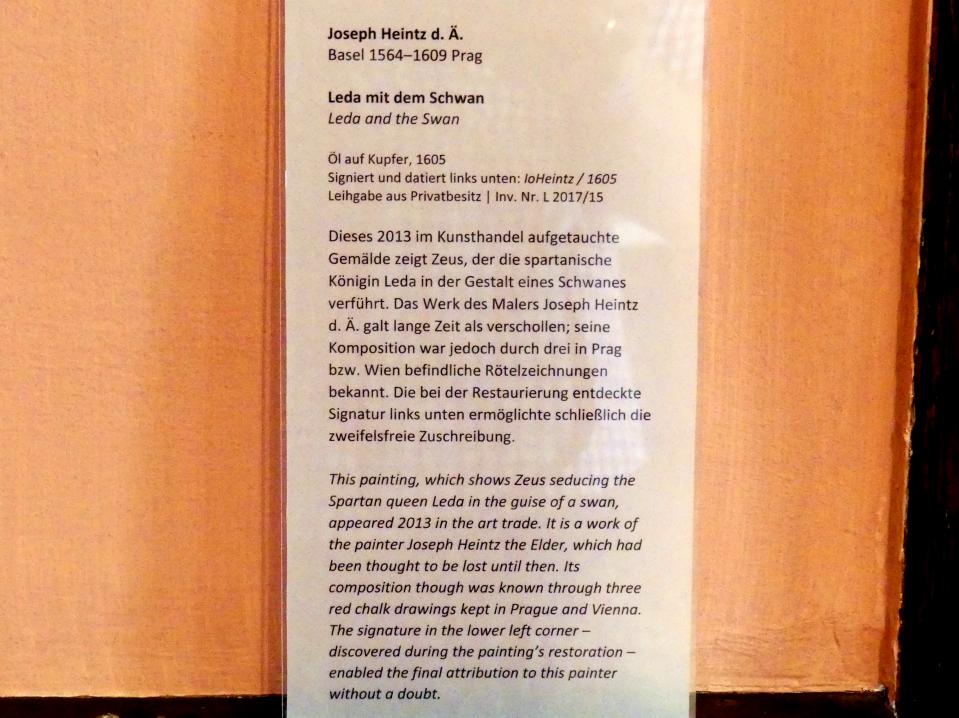 Joseph Heintz d. Ä.
Basel 1564–1609 Prag
Leda mit dem Schwan
Leda and the Swan
Öl auf Kupfer, 1605
Signiert und datiert links unten: IoHeintz / 1605
Leihgabe aus Privatbesitz | Inv. Nr. L 2017/15
Dieses 2013 im Kunsthandel aufgetauchte
Gemälde zeigt Zeus, der die spartanische
Königin Leda in der Gestalt eines Schwanes
verführt. Das Werk des Malers Joseph Heintz
d. Ä. galt lange Zeit als verschollen; seine
Komposition war jedoch durch drei in Prag
bzw. Wien befindliche Rötelzeichnungen
bekannt. Die bei der Restaurierung entdeckte
Signatur links unten ermöglichte schließlich die
zweifelsfreie Zuschreibung.
This painting, which shows Zeus seducing the
Spartan queen Leda in the guise of a swan,
appeared 2013 in the art trade. It is a work of
the painter Joseph Heintz the Elder, which had
been thought to be lost until then. Its
composition though was known through three
red chalk drawings kept in Prague and Vienna.
The signature in the lower left corner –
discovered during the painting's restoration –
enabled the final attribution to this painter
without a doubt.